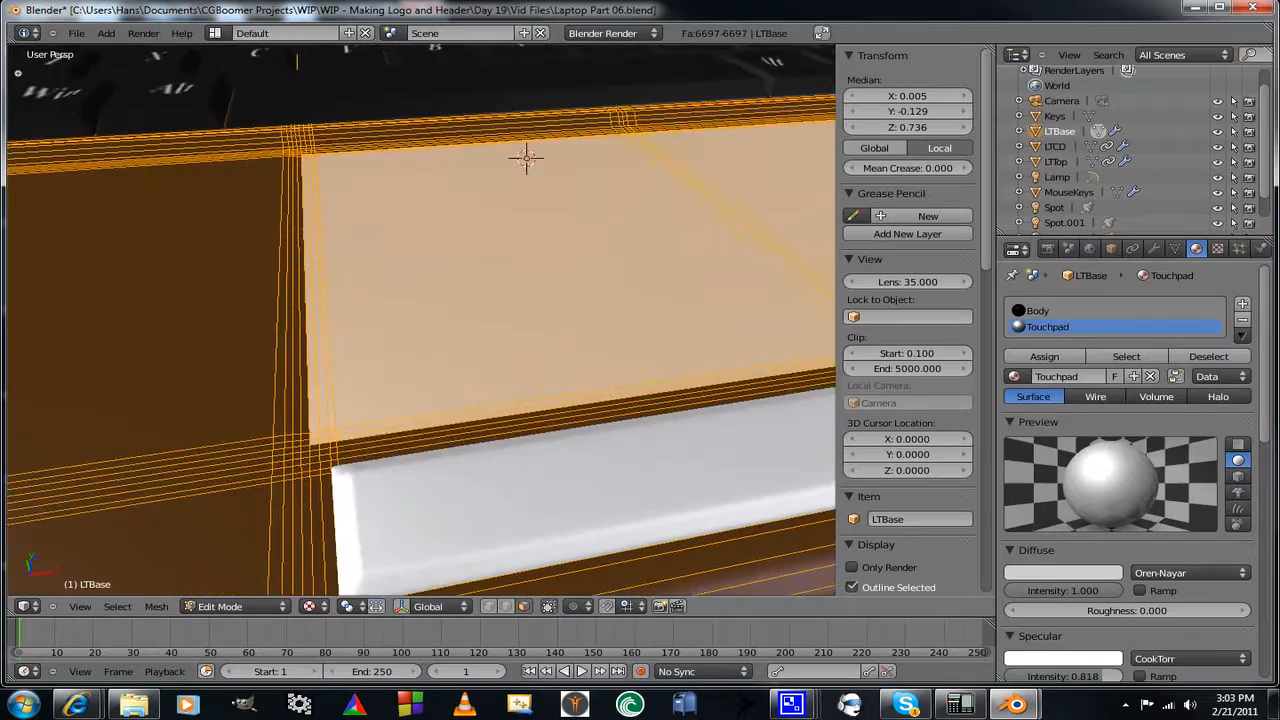 Blender* [C:\Users\Hans\Documents\CGBoomer Projects\WIP\WIP - Making Logo and Header\Day 19\Vid Files\Laptop Part 06.blend]
File Add Render Help Default Scene Blender Render Fa:6697-6697 | LTBase
User Persp
Win Alt Alt
(1) LTBase
View Select Mesh Edit Mode Global
Transform
Median:
X: 0.005
Y: -0.129
Z: 0.736
Global Local
Mean Crease: 0.000
Grease Pencil
New
Add New Layer
View
Lens: 35.000
Lock to Object:
Clip:
Start: 0.100
End: 5000.000
Local Camera:
Camera
3D Cursor Location:
X: 0.0000
Y: 0.0000
Z: 0.0000
Item
LTBase
Display
Only Render
Outline Selected
View Search All Scenes
RenderLayers
World
Camera
Keys
LTBase
LTCD
LTTop
Lamp
MouseKeys
Spot
Spot.001
LTBase Touchpad
Body
Touchpad
Assign Select Deselect
Touchpad F Data
Surface Wire Volume Halo
Preview
Diffuse
Oren-Nayar
Intensity: 1.000 Ramp
Roughness: 0.000
Specular
CookTorr
Intensity: 0.818 Ramp
10 20 30 40 50 60 70 80 90 100 110 120 130 140 150 160 170 180 190 200 210 220 230 240 250
View Frame Playback Start: 1 End: 250 1 No Sync
3:03 PM
2/21/2011